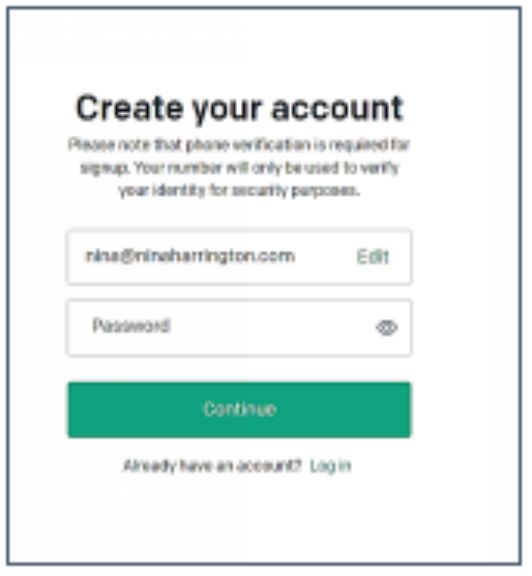 Create your account
Please note that phone verification is required for
signup. Your number will only be used to verify
your identity for security purposes.
nina@ninaharrington.com Edit
Password
Continue
Already have an account? Log in